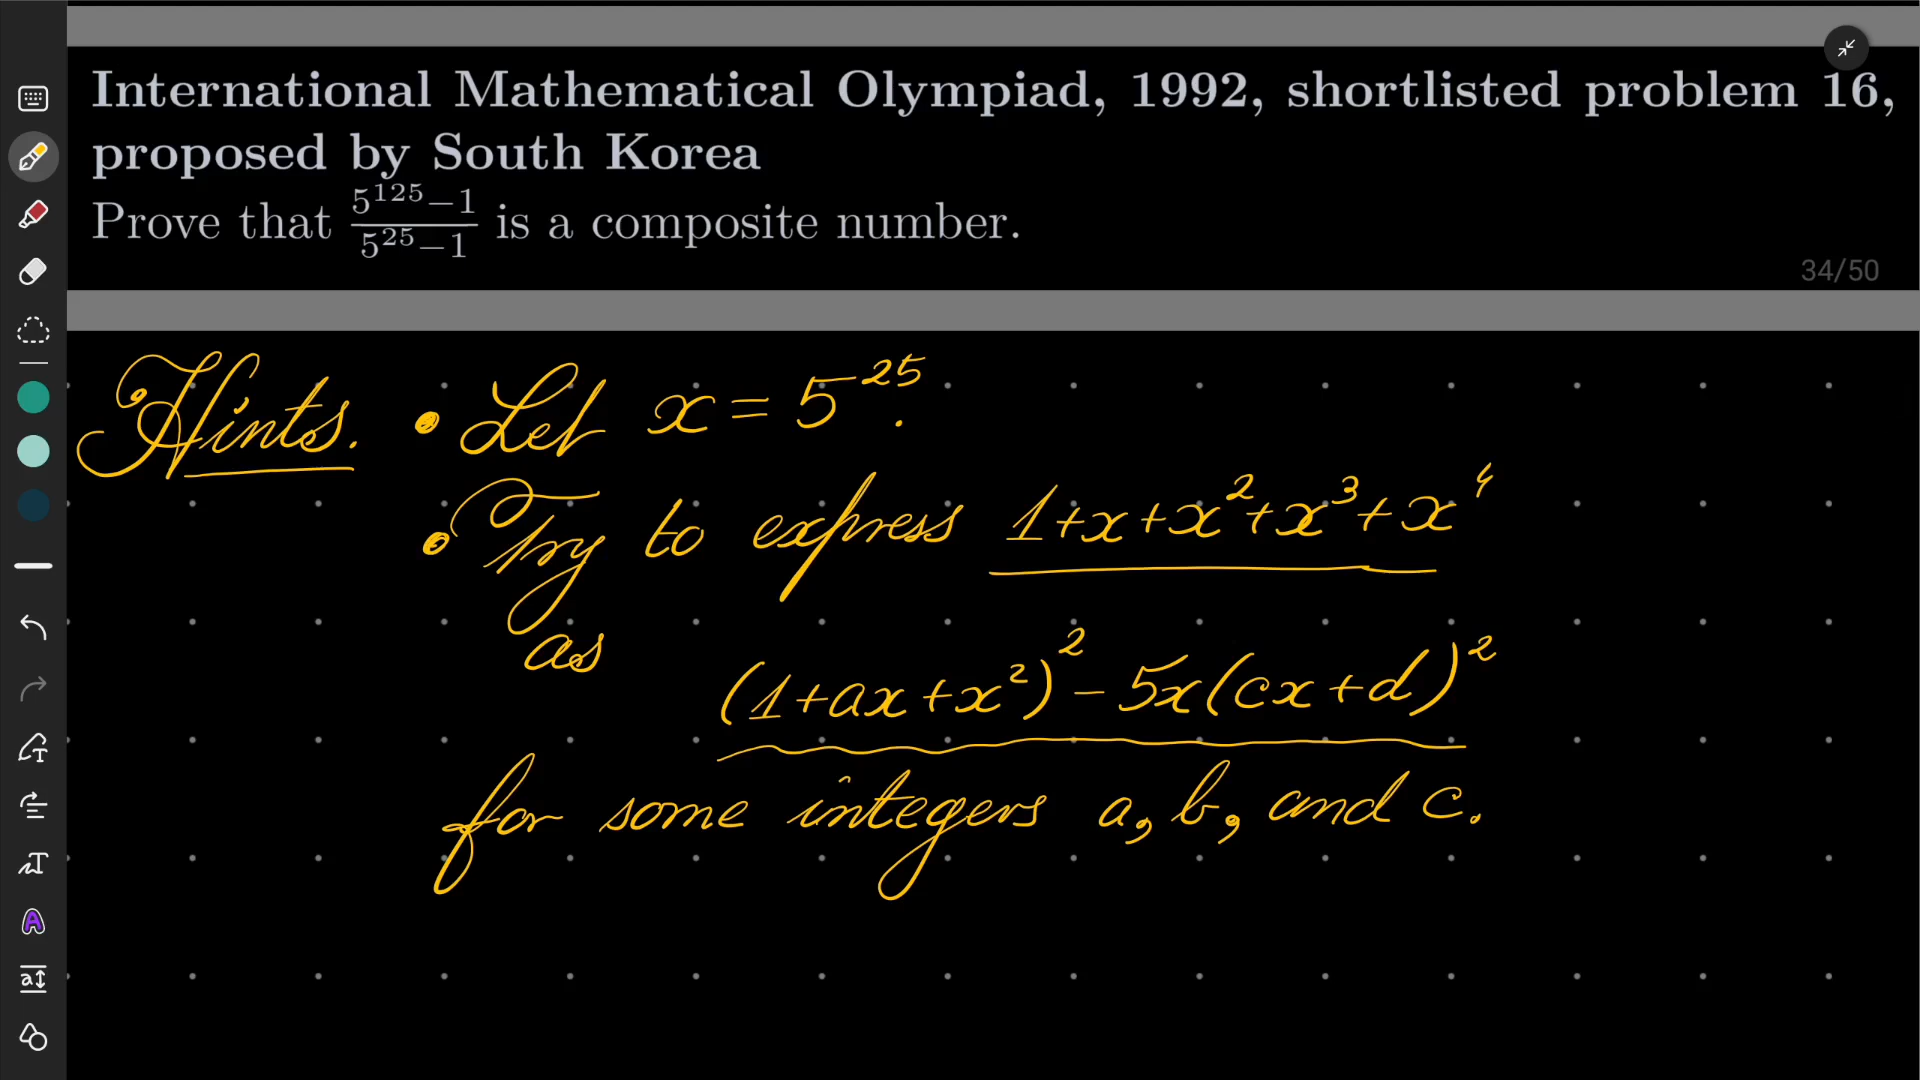 International Mathematical Olympiad, 1992, shortlisted problem 16,
proposed by South Korea
Prove that \frac{5^{125}-1}{5^{25}-1} is a composite number.
34/50
Hints. • Let x = 5^{25}.
• Try to express 1+x+x^2+x^3+x^4
as
(1+ax+x^2)^2 - 5x(cx+d)^2
for some integers a, b, and c.